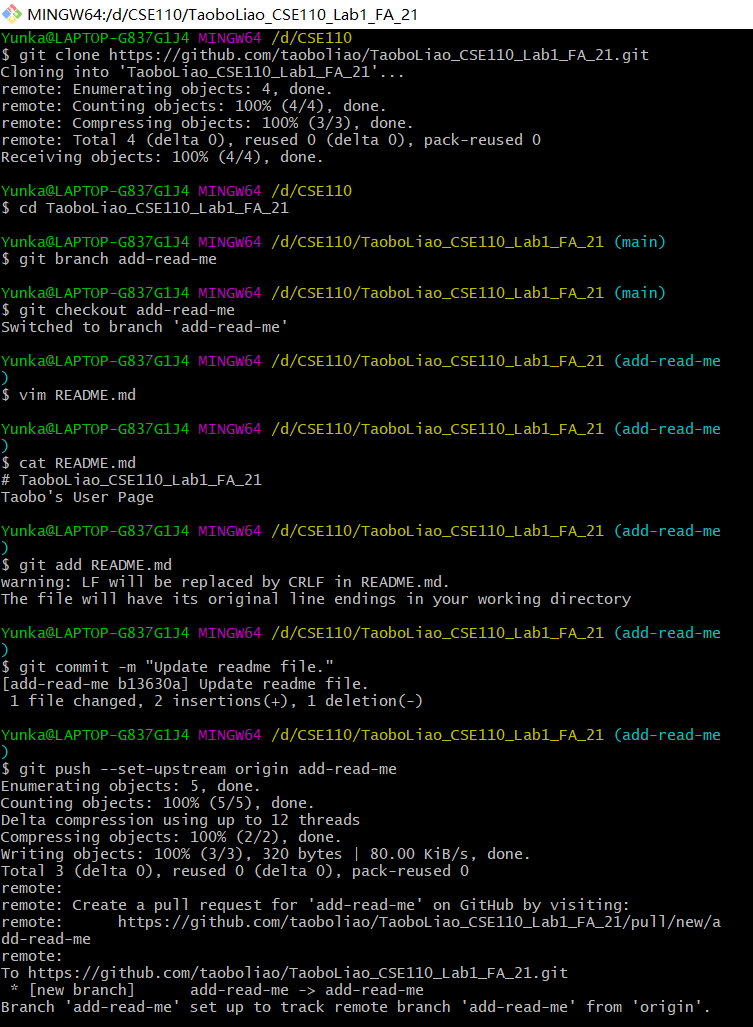 MINGW64:/d/CSE110/TaoboLiao_CSE110_Lab1_FA_21
Yunka@LAPTOP-G837G1J4 MINGW64 /d/CSE110
$ git clone https://github.com/taoboliao/TaoboLiao_CSE110_Lab1_FA_21.git
Cloning into 'TaoboLiao_CSE110_Lab1_FA_21'...
remote: Enumerating objects: 4, done.
remote: Counting objects: 100% (4/4), done.
remote: Compressing objects: 100% (3/3), done.
remote: Total 4 (delta 0), reused 0 (delta 0), pack-reused 0
Receiving objects: 100% (4/4), done.
Yunka@LAPTOP-G837G1J4 MINGW64 /d/CSE110
$ cd TaoboLiao_CSE110_Lab1_FA_21
Yunka@LAPTOP-G837G1J4 MINGW64 /d/CSE110/TaoboLiao_CSE110_Lab1_FA_21 (main)
$ git branch add-read-me
Yunka@LAPTOP-G837G1J4 MINGW64 /d/CSE110/TaoboLiao_CSE110_Lab1_FA_21 (main)
$ git checkout add-read-me
Switched to branch 'add-read-me'
Yunka@LAPTOP-G837G1J4 MINGW64 /d/CSE110/TaoboLiao_CSE110_Lab1_FA_21 (add-read-me
)
$ vim README.md
Yunka@LAPTOP-G837G1J4 MINGW64 /d/CSE110/TaoboLiao_CSE110_Lab1_FA_21 (add-read-me
)
$ cat README.md
# TaoboLiao_CSE110_Lab1_FA_21
Taobo's User Page
Yunka@LAPTOP-G837G1J4 MINGW64 /d/CSE110/TaoboLiao_CSE110_Lab1_FA_21 (add-read-me
)
$ git add README.md
warning: LF will be replaced by CRLF in README.md.
The file will have its original line endings in your working directory
Yunka@LAPTOP-G837G1J4 MINGW64 /d/CSE110/TaoboLiao_CSE110_Lab1_FA_21 (add-read-me
)
$ git commit -m "Update readme file."
[add-read-me b13630a] Update readme file.
 1 file changed, 2 insertions(+), 1 deletion(-)
Yunka@LAPTOP-G837G1J4 MINGW64 /d/CSE110/TaoboLiao_CSE110_Lab1_FA_21 (add-read-me
)
$ git push --set-upstream origin add-read-me
Enumerating objects: 5, done.
Counting objects: 100% (5/5), done.
Delta compression using up to 12 threads
Compressing objects: 100% (2/2), done.
Writing objects: 100% (3/3), 320 bytes | 80.00 KiB/s, done.
Total 3 (delta 0), reused 0 (delta 0), pack-reused 0
remote:
remote: Create a pull request for 'add-read-me' on GitHub by visiting:
remote:      https://github.com/taoboliao/TaoboLiao_CSE110_Lab1_FA_21/pull/new/a
dd-read-me
remote:
To https://github.com/taoboliao/TaoboLiao_CSE110_Lab1_FA_21.git
 * [new branch]      add-read-me -> add-read-me
Branch 'add-read-me' set up to track remote branch 'add-read-me' from 'origin'.